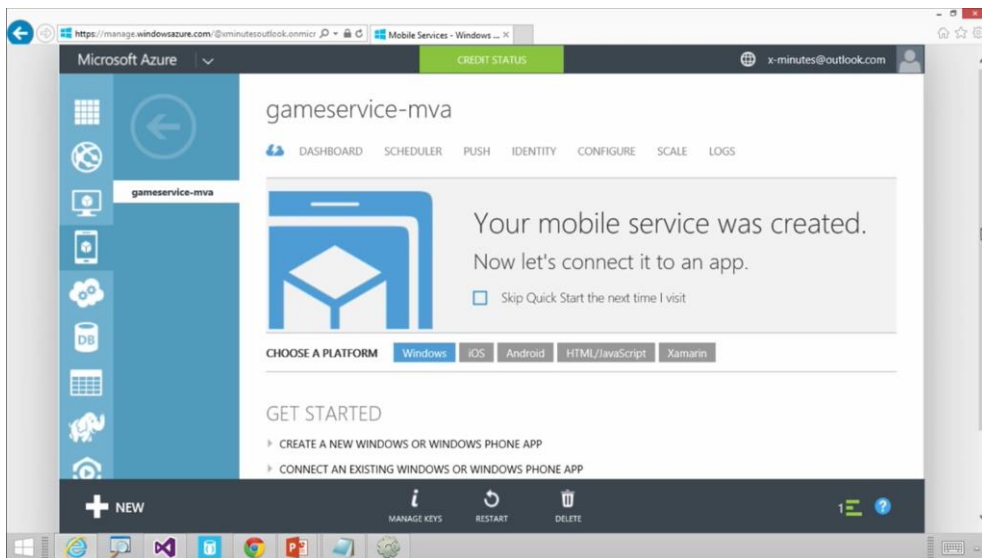 https://manage.windowsazure.com/@xminutesoutlook.onmicr
Mobile Services - Windows ...
Microsoft Azure
CREDIT STATUS
x-minutes@outlook.com
gameservice-mva
DASHBOARD SCHEDULER PUSH IDENTITY CONFIGURE SCALE LOGS
gameservice-mva
Your mobile service was created.
Now let's connect it to an app.
Skip Quick Start the next time I visit
DB
CHOOSE A PLATFORM Windows iOS Android HTML/JavaScript Xamarin
GET STARTED
CREATE A NEW WINDOWS OR WINDOWS PHONE APP
CONNECT AN EXISTING WINDOWS OR WINDOWS PHONE APP
NEW
MANAGE KEYS RESTART DELETE
1